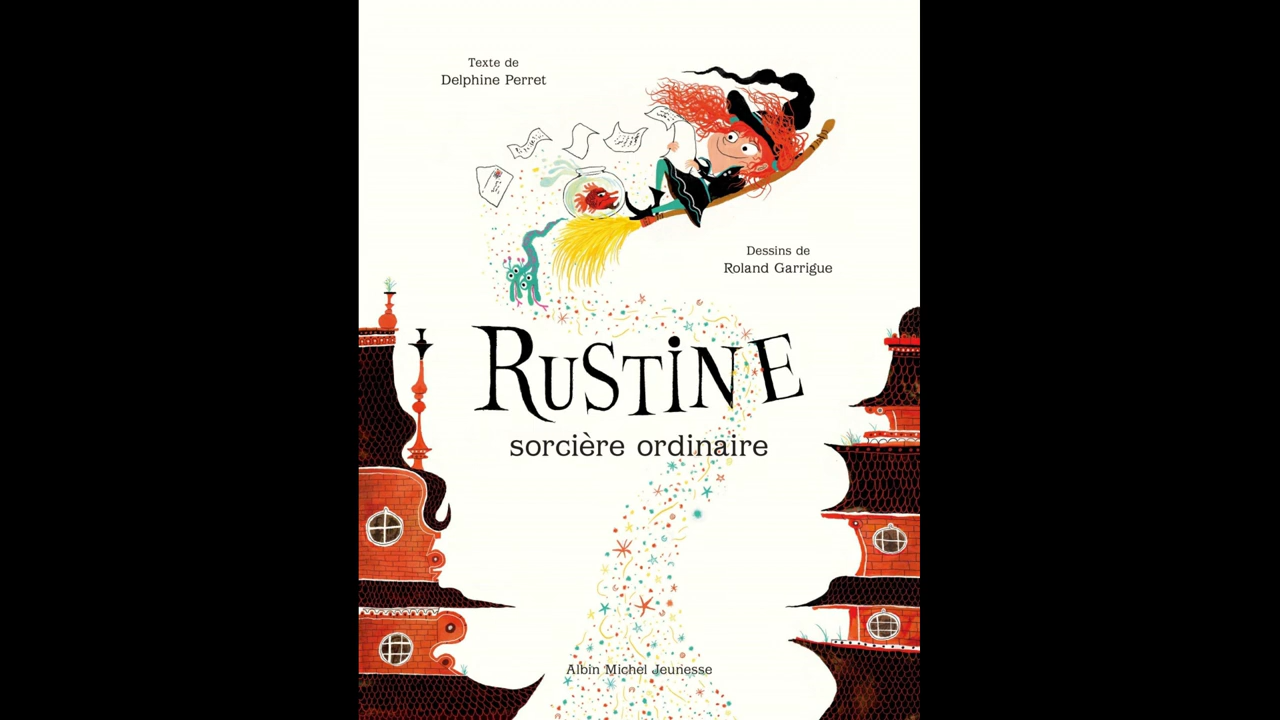 Texte de
Delphine Perret
Dessins de
Roland Garrigue
RUSTINE
sorcière ordinaire
Albin Michel Jeunesse